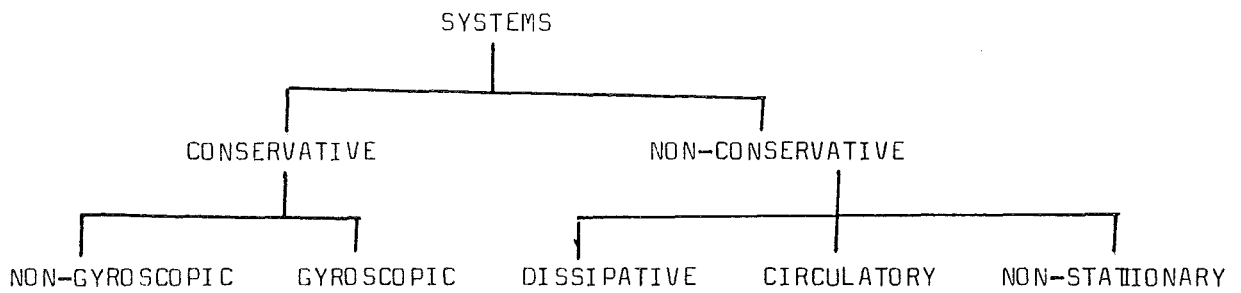 SYSTEMS
CONSERVATIVE NON-CONSERVATIVE
NON-GYROSCOPIC GYROSCOPIC DISSIPATIVE CIRCULATORY NON-STATIONARY